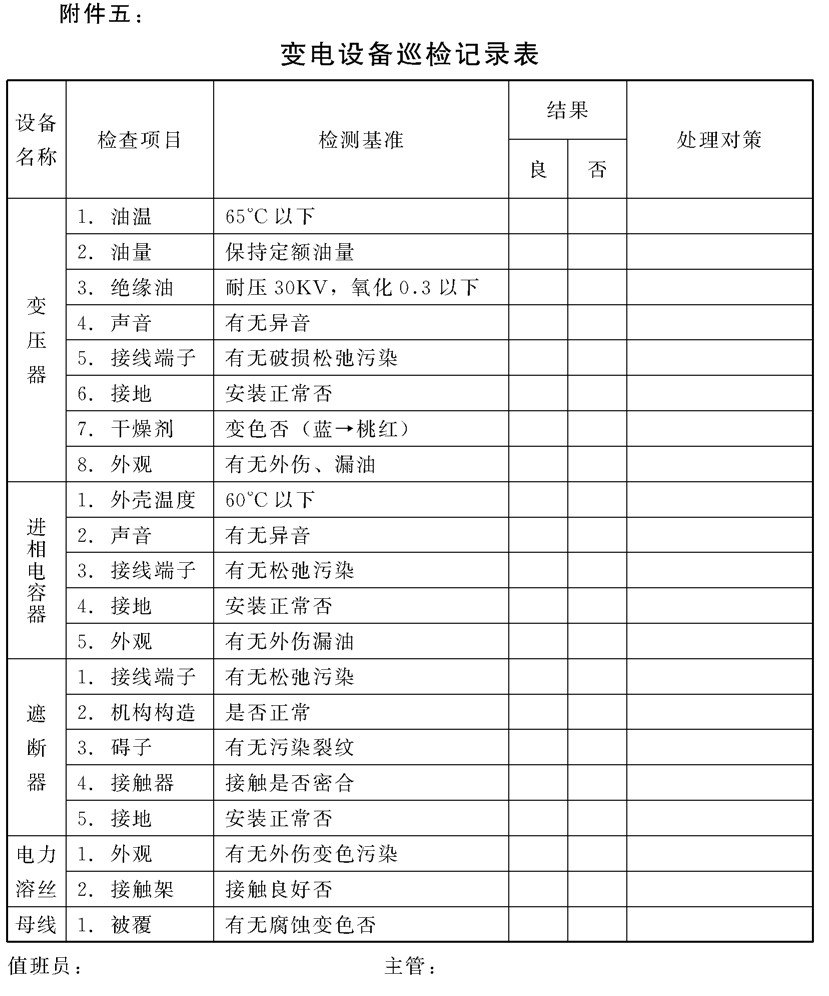 附件五：
变电设备巡检记录表
设备名称 检查项目 检测基准 结果 处理对策
良 否
变压器
1. 油温 65℃以下
2. 油量 保持定额油量
3. 绝缘油 耐压30KV，氧化0.3以下
4. 声音 有无异音
5. 接线端子 有无破损松弛污染
6. 接地 安装正常否
7. 干燥剂 变色否（蓝→桃红）
8. 外观 有无外伤、漏油
进相电容器
1. 外壳温度 60℃以下
2. 声音 有无异音
3. 接线端子 有无松弛污染
4. 接地 安装正常否
5. 外观 有无外伤漏油
遮断器
1. 接线端子 有无松弛污染
2. 机构构造 是否正常
3. 碍子 有无污染裂纹
4. 接触器 接触是否密合
5. 接地 安装正常否
电力溶丝
1. 外观 有无外伤变色污染
2. 接触架 接触良好否
母线 1. 被覆 有无腐蚀变色否
值班员： 主管：